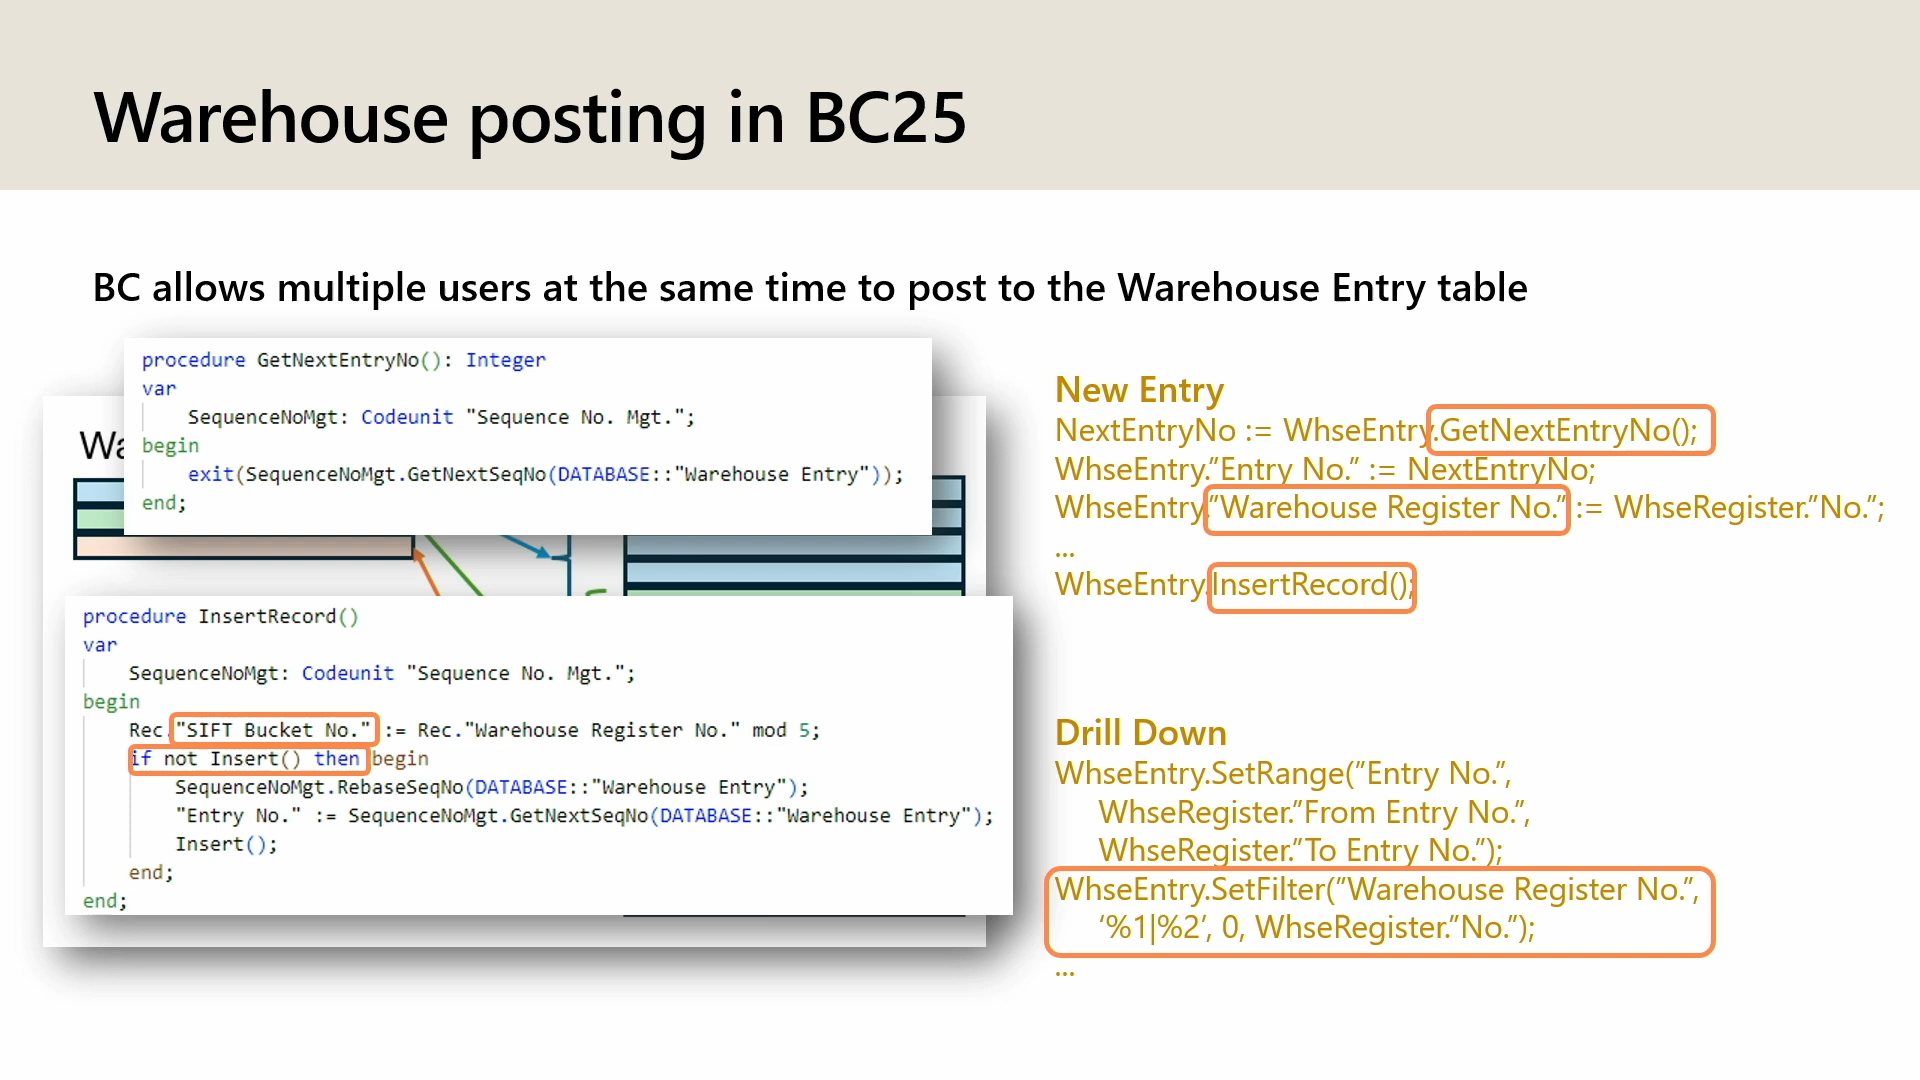 Warehouse posting in BC25
BC allows multiple users at the same time to post to the Warehouse Entry table
procedure GetNextEntryNo(): Integer
var
SequenceNoMgt: Codeunit "Sequence No. Mgt.";
begin
exit(SequenceNoMgt.GetNextSeqNo(DATABASE::"Warehouse Entry"));
end;
Wa
procedure InsertRecord()
var
SequenceNoMgt: Codeunit "Sequence No. Mgt.";
begin
Rec."SIFT Bucket No." := Rec."Warehouse Register No." mod 5;
if not Insert() then begin
SequenceNoMgt.RebaseSeqNo(DATABASE::"Warehouse Entry");
"Entry No." := SequenceNoMgt.GetNextSeqNo(DATABASE::"Warehouse Entry");
Insert();
end;
end;
New Entry
NextEntryNo := WhseEntry.GetNextEntryNo();
WhseEntry.”Entry No.” := NextEntryNo;
WhseEntry.”Warehouse Register No.” := WhseRegister.”No.”;
...
WhseEntry.InsertRecord();
Drill Down
WhseEntry.SetRange(”Entry No.”,
WhseRegister.”From Entry No.”,
WhseRegister.”To Entry No.”);
WhseEntry.SetFilter(”Warehouse Register No.”,
‘%1|%2’, 0, WhseRegister.”No.”);
...